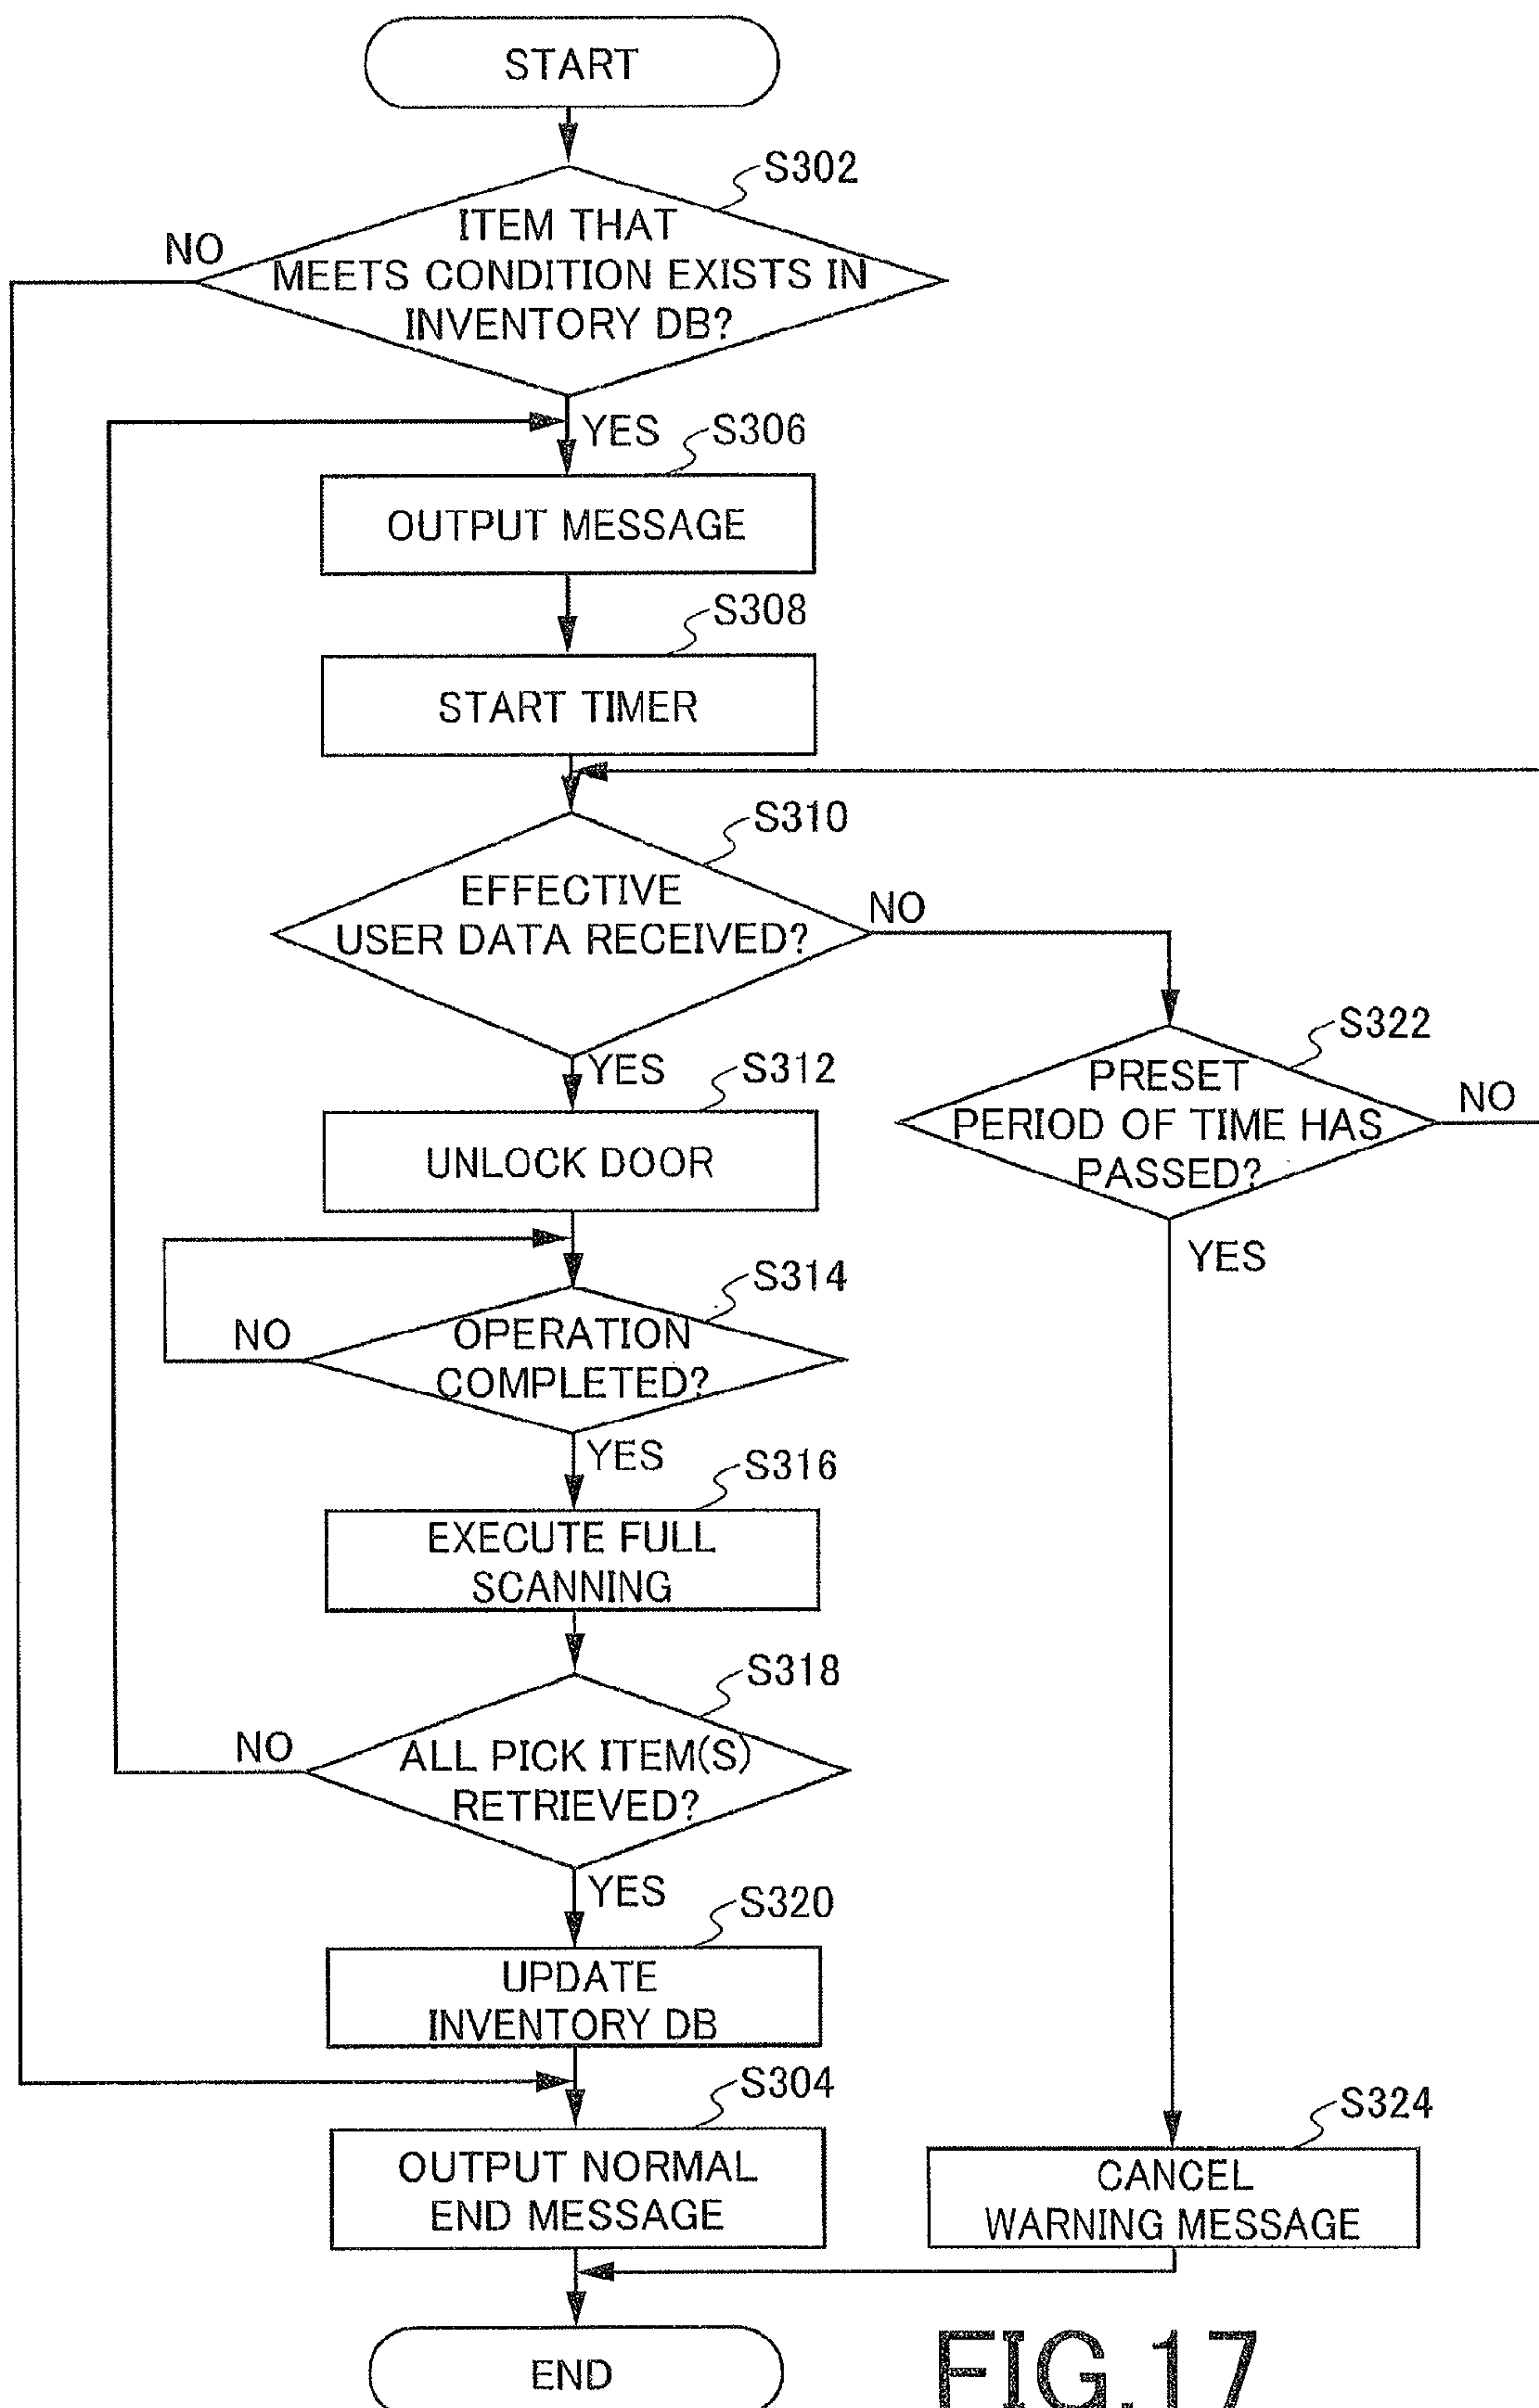 START
S302
ITEM THAT
MEETS CONDITION EXISTS IN
INVENTORY DB?
NO
YES
S306
OUTPUT MESSAGE
S308
START TIMER
S310
EFFECTIVE
USER DATA RECEIVED?
NO
YES
S312
UNLOCK DOOR
S322
PRESET
PERIOD OF TIME HAS
PASSED?
NO
YES
S314
OPERATION
COMPLETED?
NO
YES
S316
EXECUTE FULL
SCANNING
S318
ALL PICK ITEM(S)
RETRIEVED?
NO
YES
S320
UPDATE
INVENTORY DB
S304
OUTPUT NORMAL
END MESSAGE
S324
CANCEL
WARNING MESSAGE
END
FIG.17